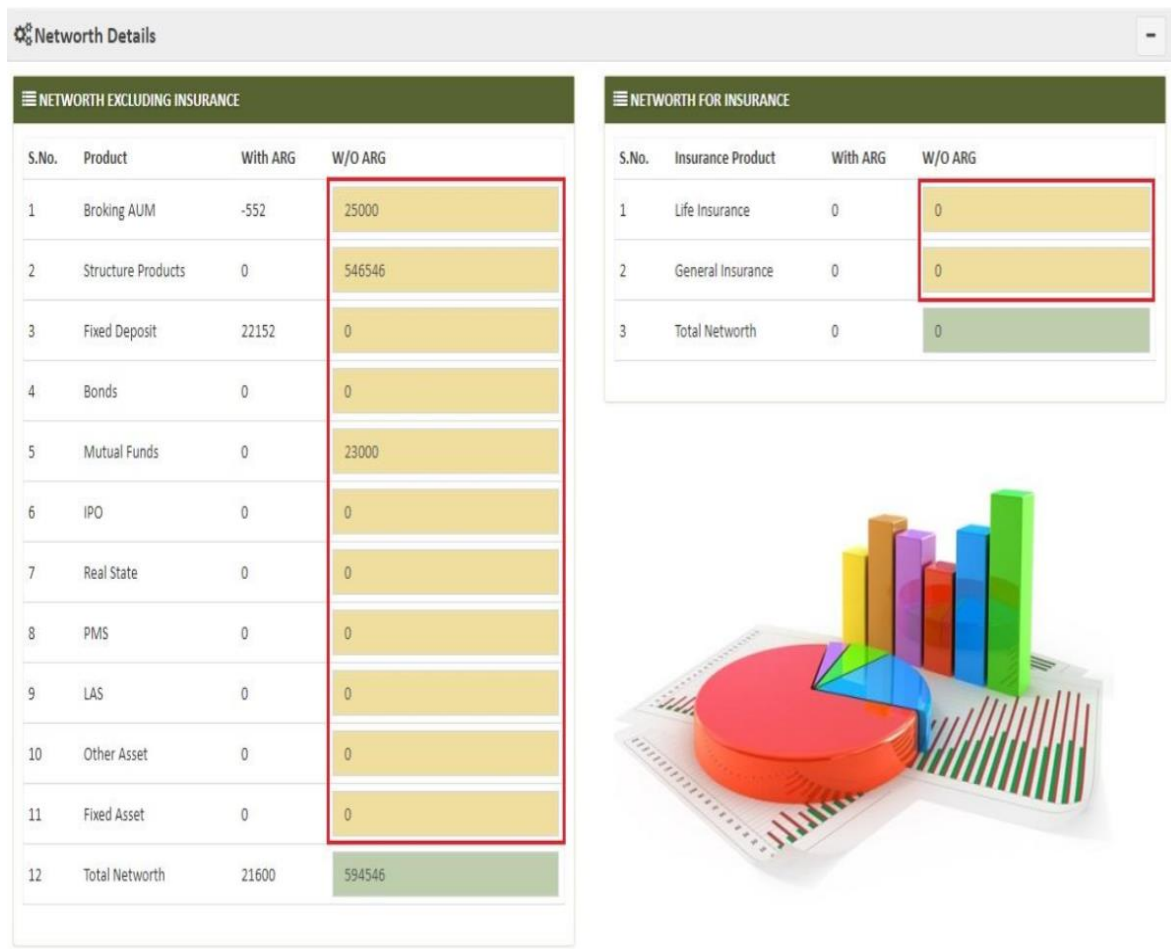 Networth Details
NETWORTH EXCLUDING INSURANCE
S.No. Product With ARG W/O ARG
1 Broking AUM -552 25000
2 Structure Products 0 546546
3 Fixed Deposit 22152 0
4 Bonds 0 0
5 Mutual Funds 0 23000
6 IPO 0 0
7 Real State 0 0
8 PMS 0 0
9 LAS 0 0
10 Other Asset 0 0
11 Fixed Asset 0 0
12 Total Networth 21600 594546
NETWORTH FOR INSURANCE
S.No. Insurance Product With ARG W/O ARG
1 Life Insurance 0 0
2 General Insurance 0 0
3 Total Networth 0 0